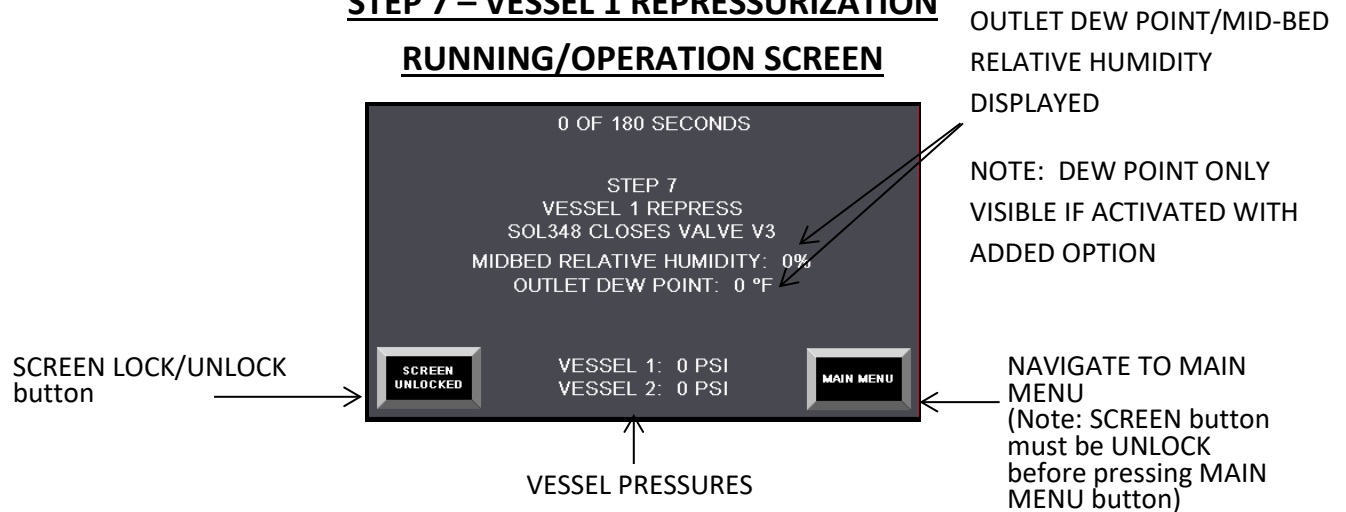 STEP 7 – VESSEL 1 REPRESSURIZATION
RUNNING/OPERATION SCREEN
OUTLET DEW POINT/MID-BED
RELATIVE HUMIDITY
DISPLAYED
NOTE: DEW POINT ONLY
VISIBLE IF ACTIVATED WITH
ADDED OPTION
0 OF 180 SECONDS
STEP 7
VESSEL 1 REPRESS
SOL348 CLOSES VALVE V3
MIDBED RELATIVE HUMIDITY: 0%
OUTLET DEW POINT: 0 °F
SCREEN LOCK/UNLOCK
button
SCREEN
UNLOCKED
VESSEL 1: 0 PSI
VESSEL 2: 0 PSI
MAIN MENU
NAVIGATE TO MAIN
MENU
(Note: SCREEN button
must be UNLOCK
before pressing MAIN
MENU button)
VESSEL PRESSURES